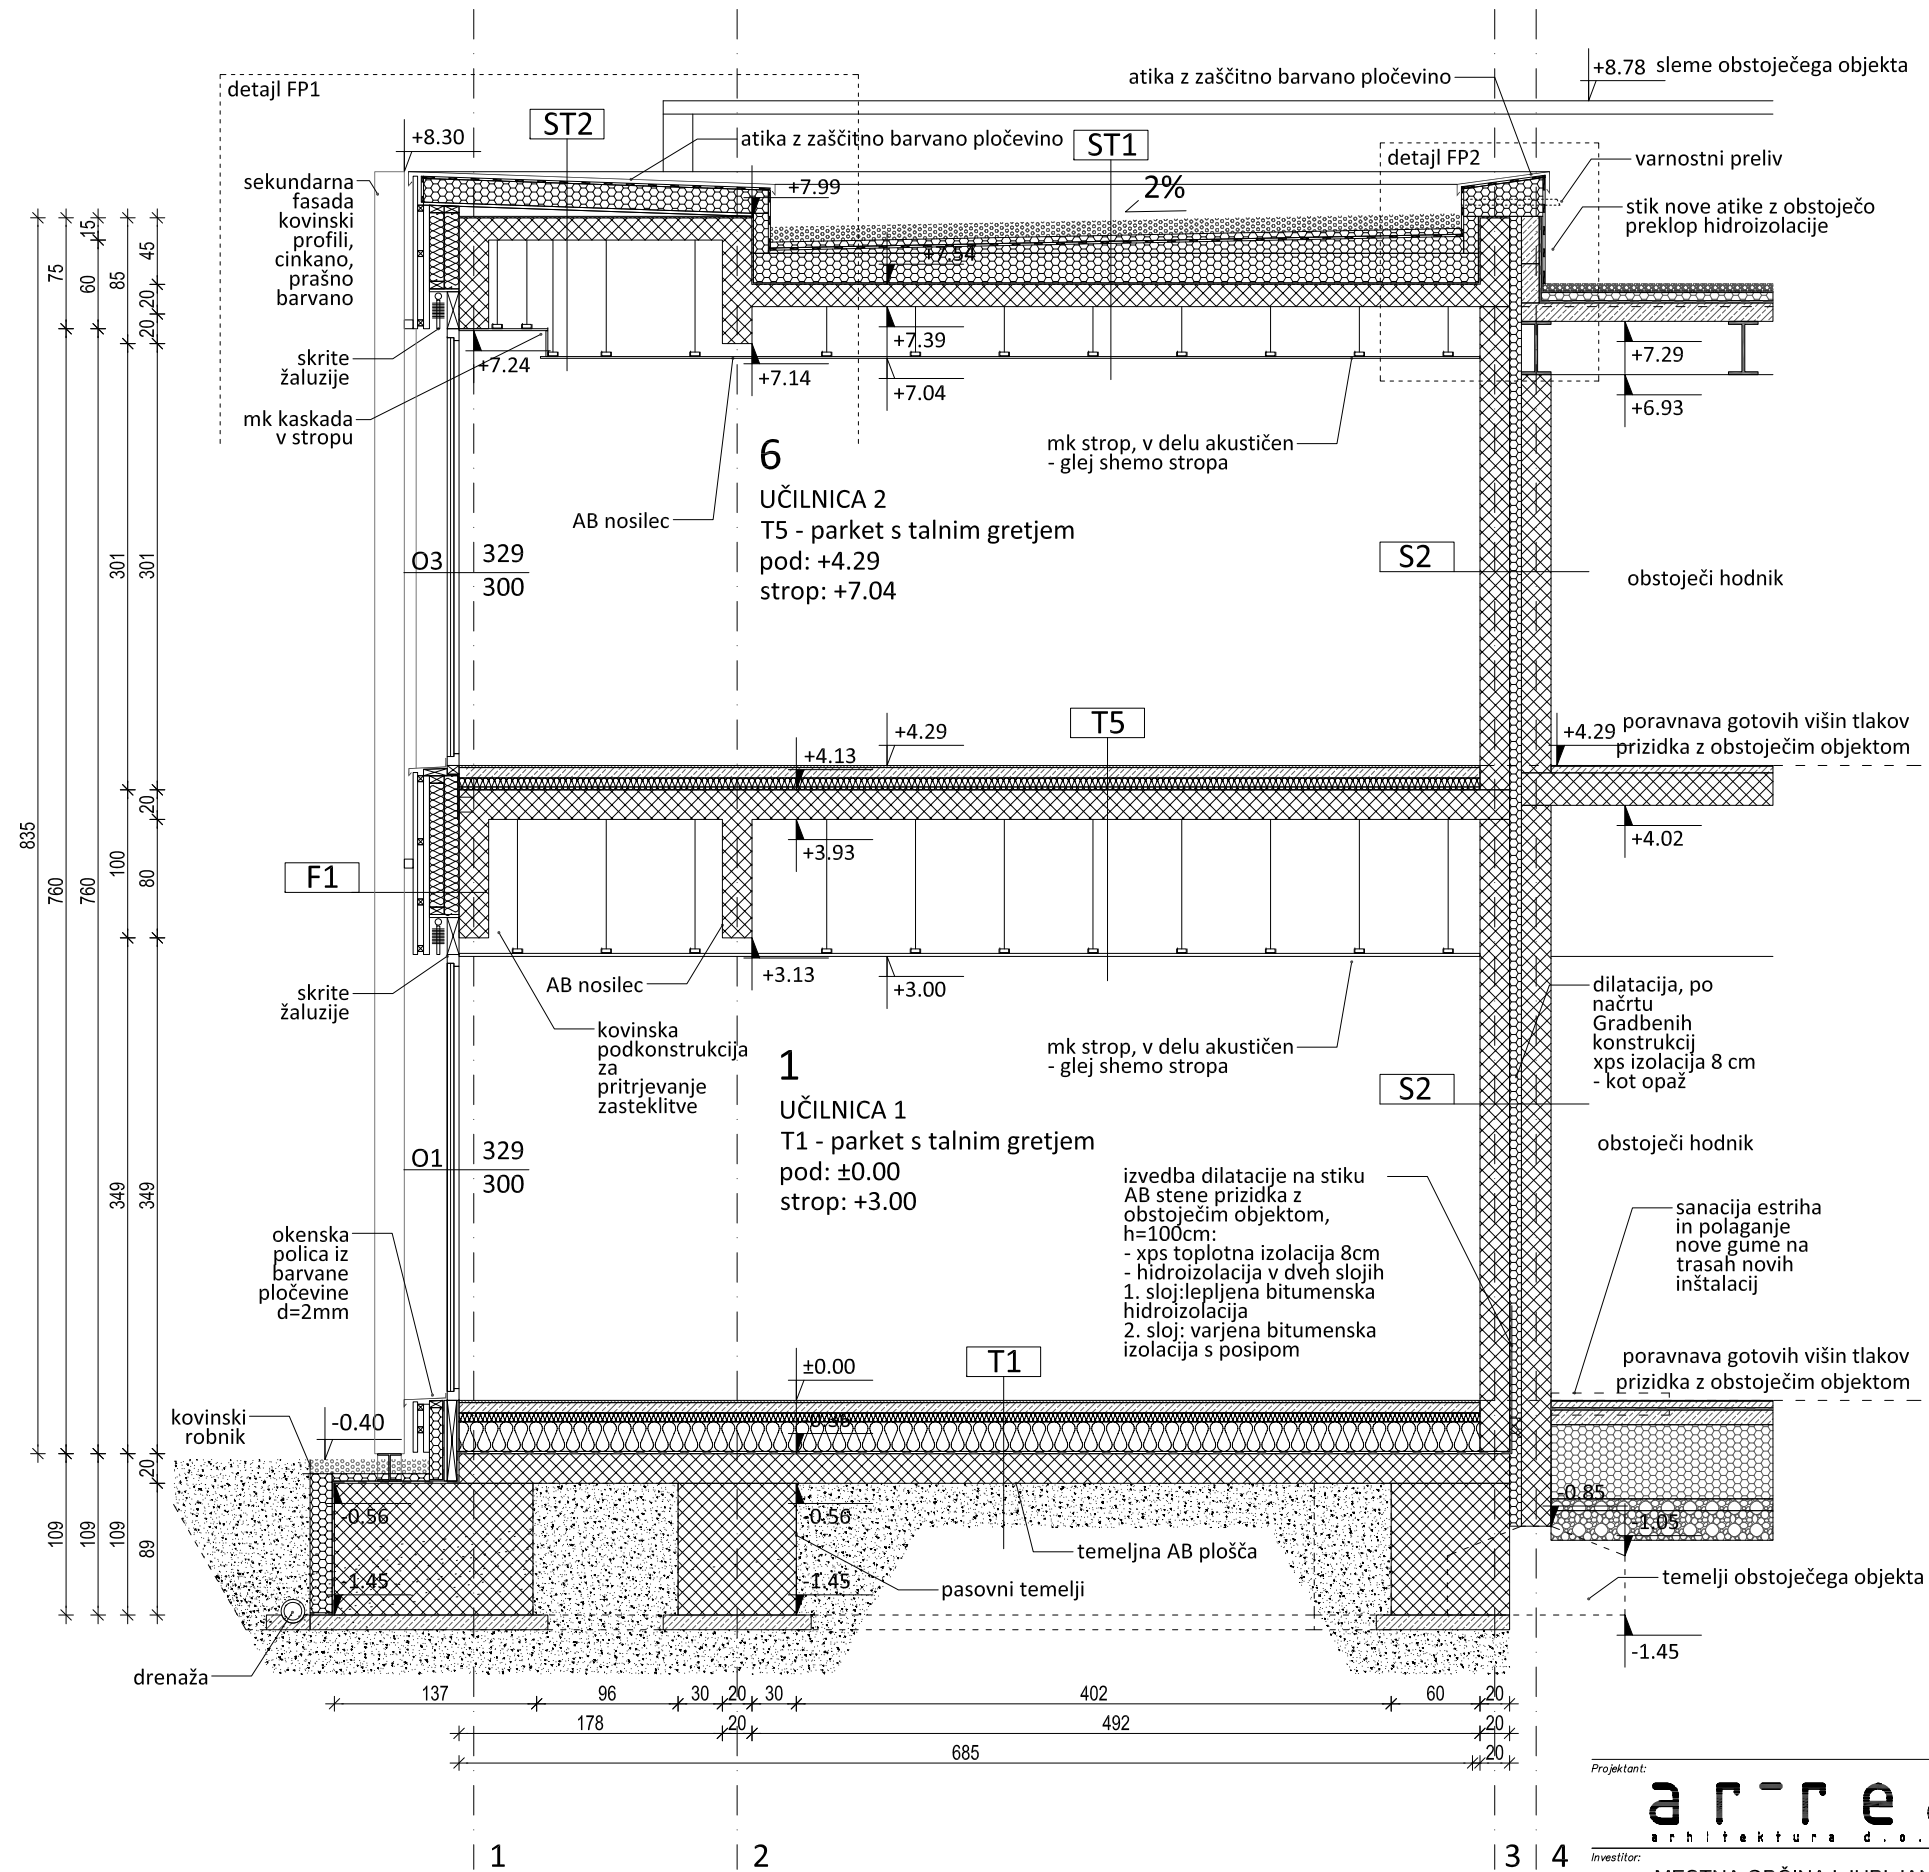 +8.78 sleme obstoječega objekta
atika z zaščitno barvano pločevino
detajl FP1
ST2
+8.30
atika z zaščitno barvano pločevino
ST1
detajl FP2
varnostni preliv
sekundarna
fasada
kovinski
profili,
cinkano,
prašno
barvano
+7.99
2%
stik nove atike z obstoječo
preklop hidroizolacije
+7.54
skrite
žaluzije
+7.24
+7.14
+7.39
+7.04
+7.29
+6.93
mk kaskada
v stropu
mk strop, v delu akustičen
- glej shemo stropa
AB nosilec
6
UČILNICA 2
T5 - parket s talnim gretjem
pod: +4.29
strop: +7.04
O3
329
300
S2
obstoječi hodnik
T5
+4.29
+4.13
+4.29
poravnava gotovih višin tlakov
prizidka z obstoječim objektom
+3.93
+4.02
F1
+3.13
+3.00
AB nosilec
skrite
žaluzije
kovinska
podkonstrukcija
za
pritrjevanje
zasteklitve
mk strop, v delu akustičen
- glej shemo stropa
dilatacija, po
načrtu
Gradbenih
konstrukcij
xps izolacija 8 cm
- kot opaž
1
UČILNICA 1
T1 - parket s talnim gretjem
pod: ±0.00
strop: +3.00
S2
obstoječi hodnik
O1
329
300
izvedba dilatacije na stiku
AB stene prizidka z
obstoječim objektom,
h=100cm:
- xps toplotna izolacija 8cm
- hidroizolacija v dveh slojih
1. sloj:lepljena bitumenska
hidroizolacija
2. sloj: varjena bitumenska
izolacija s posipom
sanacija estriha
in polaganje
nove gume na
trasah novih
inštalacij
okenska
polica iz
barvane
pločevine
d=2mm
±0.00
T1
poravnava gotovih višin tlakov
prizidka z obstoječim objektom
kovinski
robnik
-0.40
-0.36
-0.56
-0.56
-0.85
-1.05
-1.45
-1.45
-1.45
temeljna AB plošča
pasovni temelji
temelji obstoječega objekta
drenaža
75
15
60
85
45
20
20
301
301
835
760
760
100
20
80
349
349
20
109
109
109
89
137
96
30
20
30
402
60
20
178
20
492
20
685
20
1
2
3
4
Projektant:
ar-re
arhitektura d.o.
Investitor: